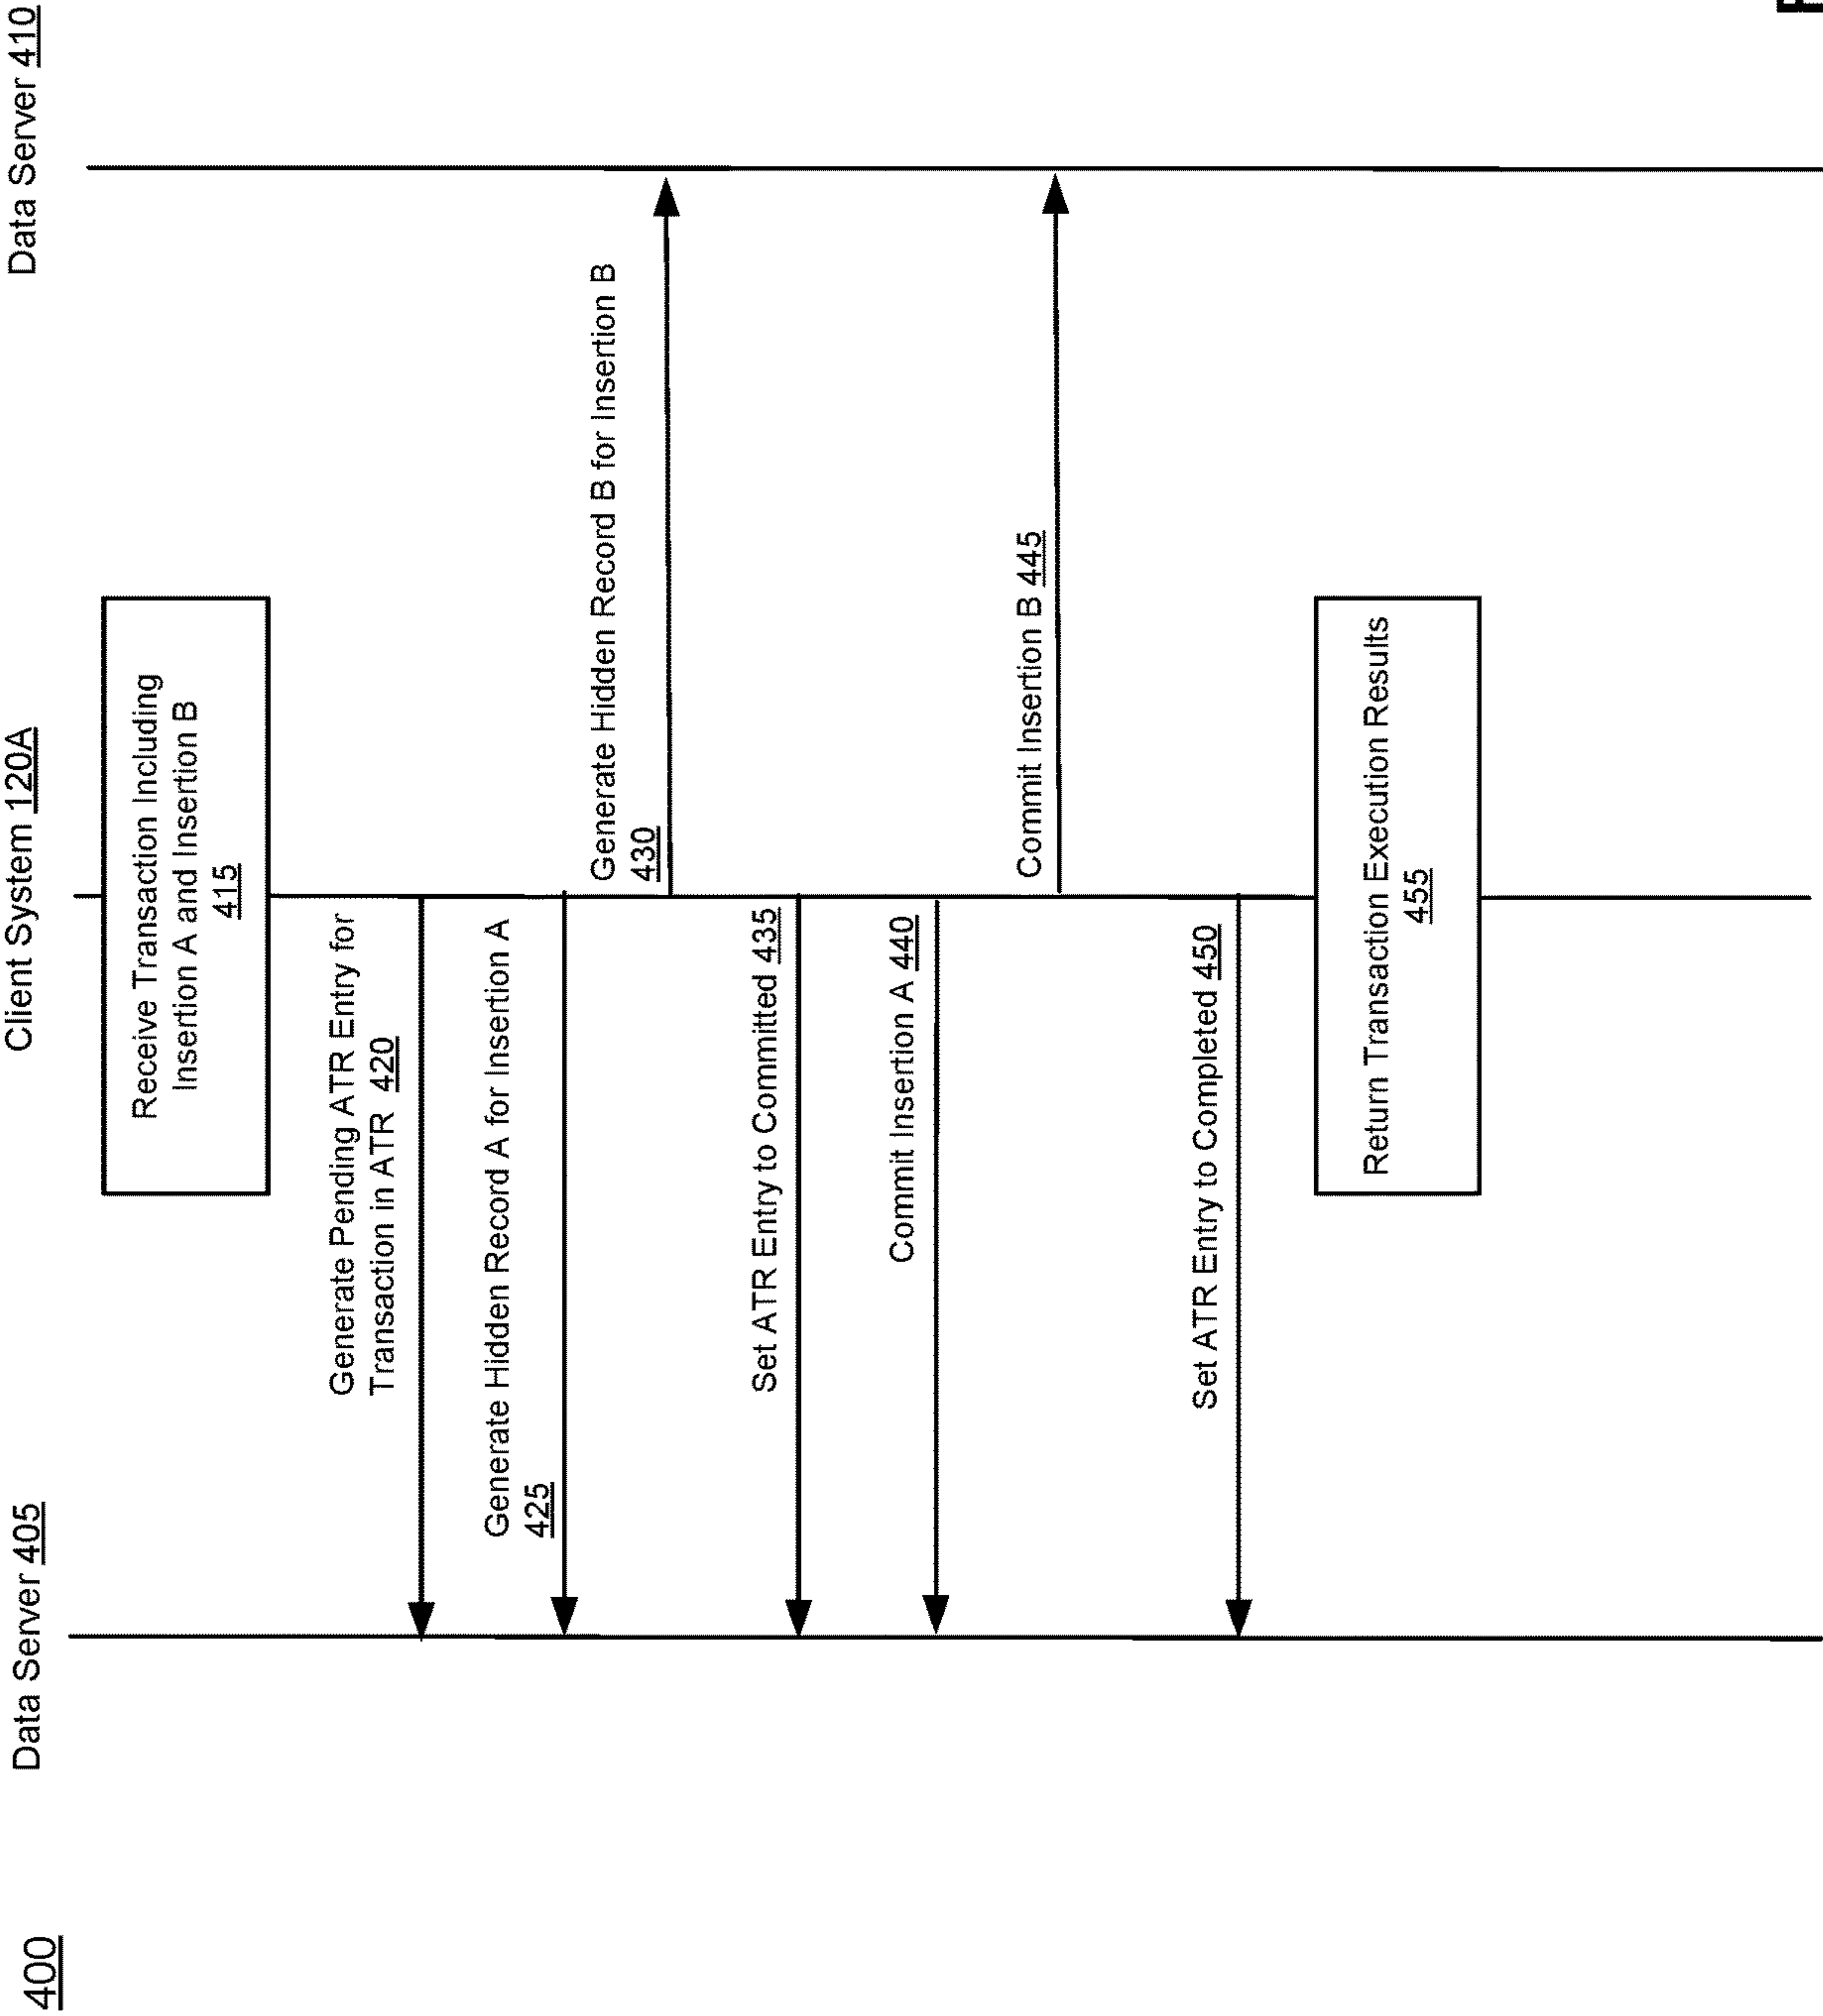 400
Data Server 405
Client System 120A
Data Server 410
Receive Transaction Including
Insertion A and Insertion B
415
Generate Pending ATR Entry for
Transaction in ATR 420
Generate Hidden Record A for Insertion A
425
Generate Hidden Record B for Insertion B
430
Set ATR Entry to Committed 435
Commit Insertion A 440
Commit Insertion B 445
Set ATR Entry to Completed 450
Return Transaction Execution Results
455